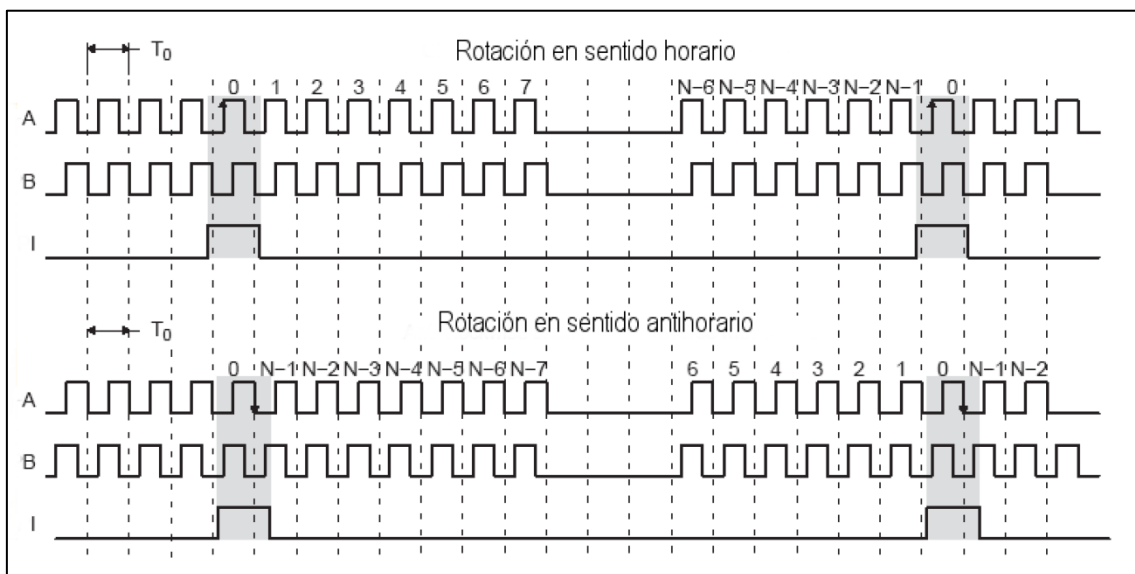 T0
Rotación en sentido horario
0 1 2 3 4 5 6 7 N–6 N–5 N–4 N–3 N–2 N–1 0
A
B
I
T0
Rotación en sentido antihorario
0 N–1 N–2 N–3 N–4 N–5 N–6 N–7 6 5 4 3 2 1 0 N–1 N–2
A
B
I